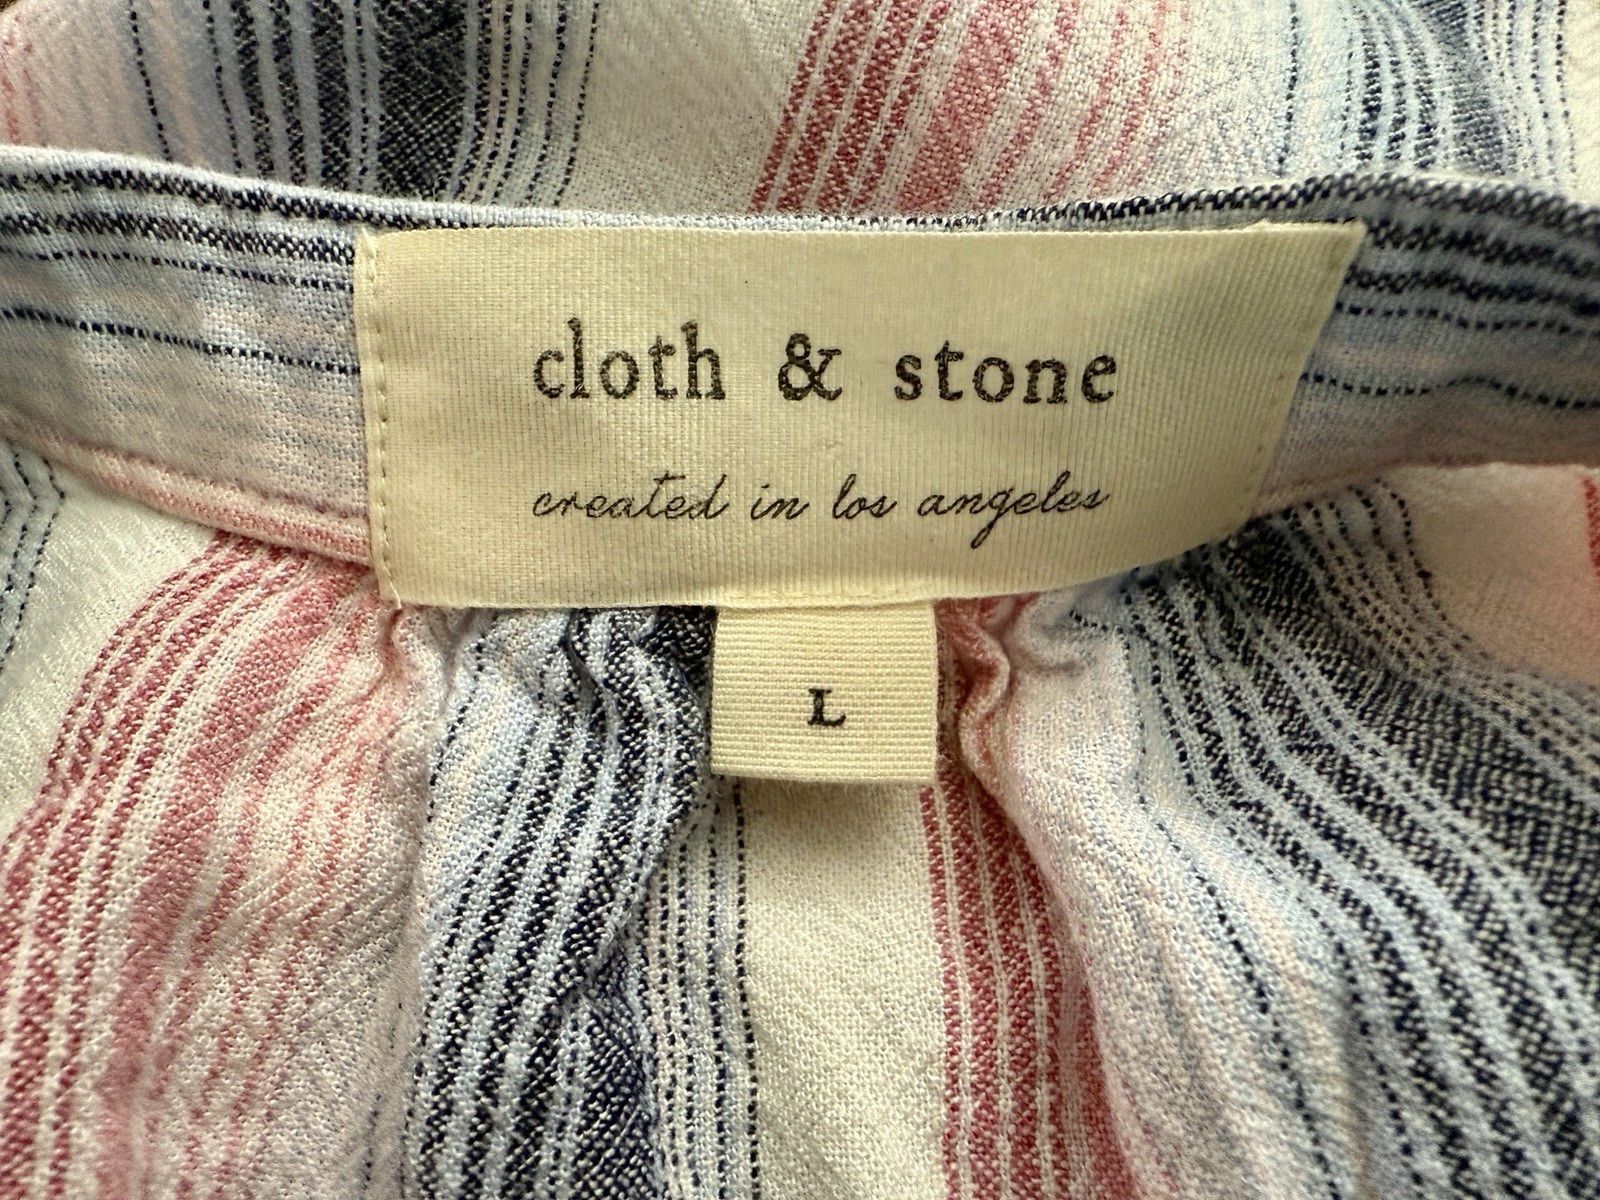 cloth & stone
created in los angeles
L